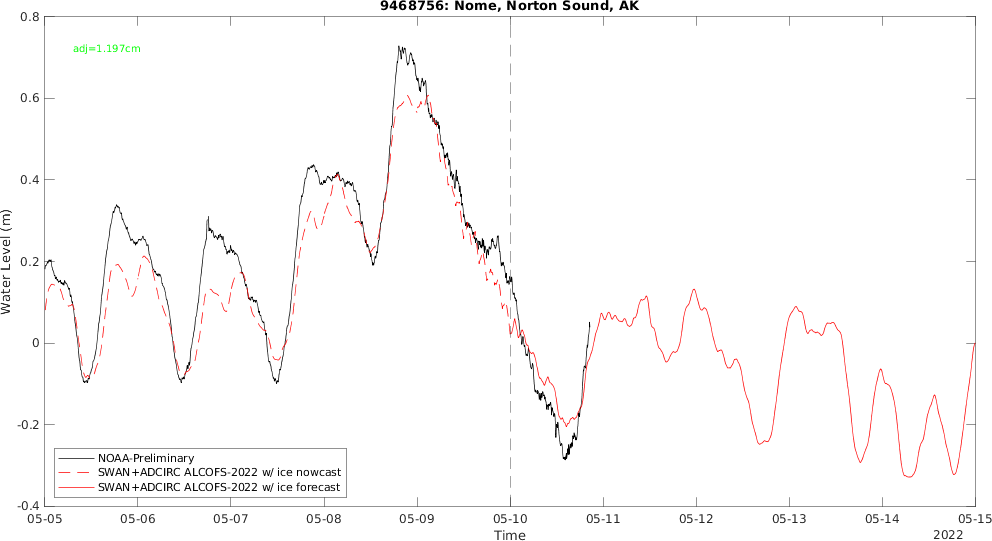 9468756: Nome, Norton Sound, AK
adj=1.197cm
Water Level (m)
0.8
0.6
0.4
0.2
0
-0.2
-0.4
NOAA-Preliminary
SWAN+ADCIRC ALCOFS-2022 w/ ice nowcast
SWAN+ADCIRC ALCOFS-2022 w/ ice forecast
05-05 05-06 05-07 05-08 05-09 05-10 05-11 05-12 05-13 05-14 05-15
Time
2022